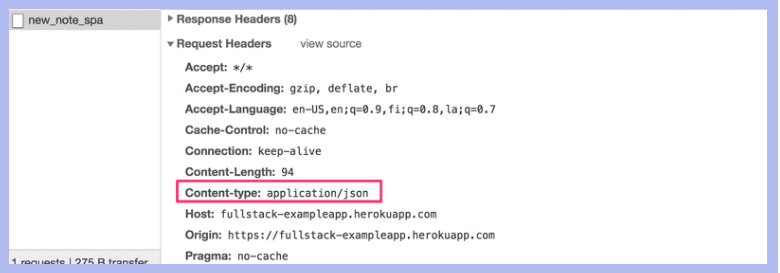 new_note_spa
Response Headers (8)
Request Headers view source
Accept: */*
Accept-Encoding: gzip, deflate, br
Accept-Language: en-US,en;q=0.9,fi;q=0.8,la;q=0.7
Cache-Control: no-cache
Connection: keep-alive
Content-Length: 94
Content-type: application/json
Host: fullstack-exampleapp.herokuapp.com
Origin: https://fullstack-exampleapp.herokuapp.com
Pragma: no-cache
1 requests | 275 B transfer